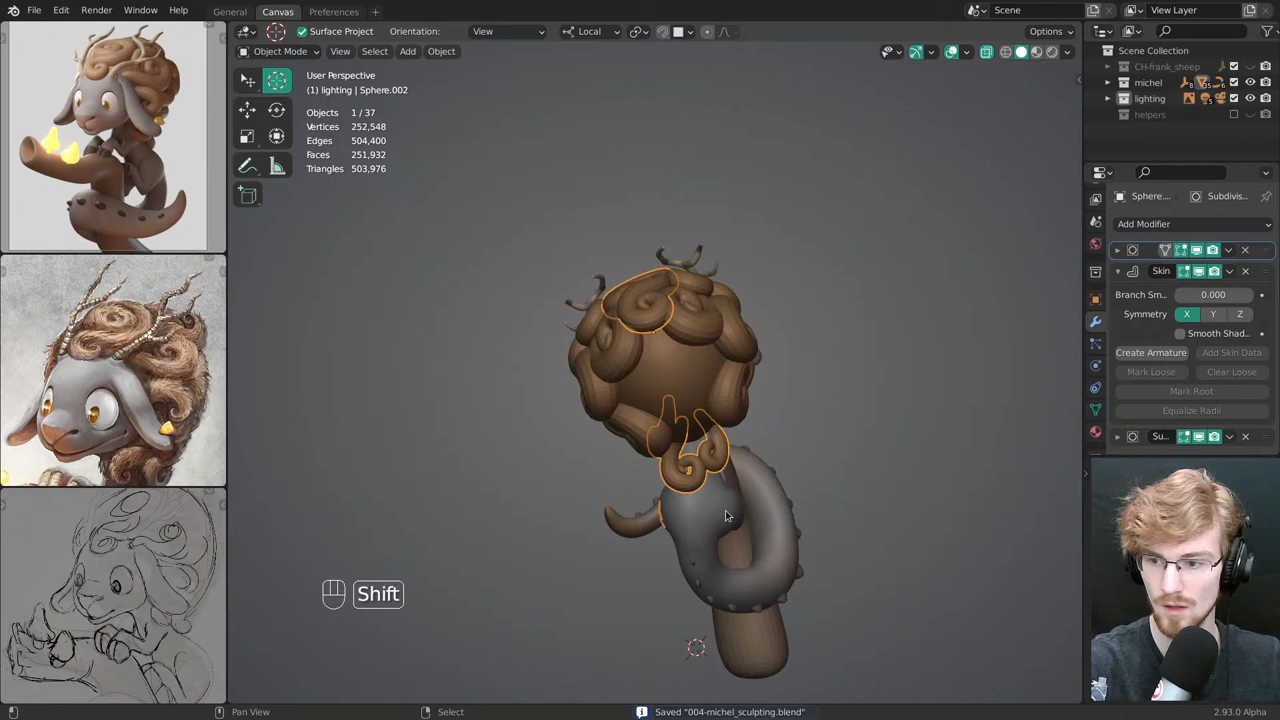 File Edit Render Window Help General Canvas Preferences + Scene View Layer
Surface Project Orientation: View Local Options
Object Mode View Select Add Object
User Perspective
(1) lighting | Sphere.002
Objects 1 / 37
Vertices 252,548
Edges 504,400
Faces 251,932
Triangles 503,976
Scene Collection
CH-frank_sheep
michel 8 35 6
lighting 5
helpers
Sphere... Subdivis...
Add Modifier
Skin
Branch Sm... 0.000
Symmetry X Y Z
Smooth Shad...
Create Armature Add Skin Data
Mark Loose Clear Loose
Mark Root
Equalize Radii
Su...
Shift
Pan View Select Saved "004-michel_sculpting.blend" 2.93.0 Alpha